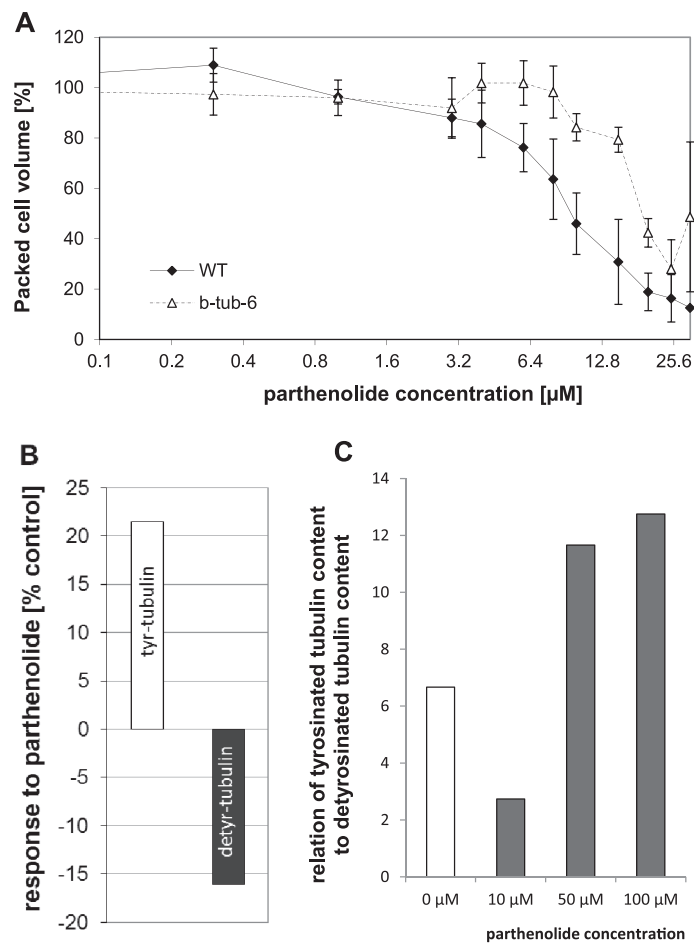 A
Packed cell volume [%]
120
100
80
60
40
20
0
WT
b-tub-6
0.1
0.2
0.4
0.8
1.6
3.2
6.4
12.8
25.6
parthenolide concentration [µM]
B
response to parthenolide [% control]
25
20
15
10
5
0
-5
-10
-15
-20
tyr-tubulin
detyr-tubulin
C
relation of tyrosinated tubulin content
to detyrosinated tubulin content
14
12
10
8
6
4
2
0
0 µM
10 µM
50 µM
100 µM
parthenolide concentration